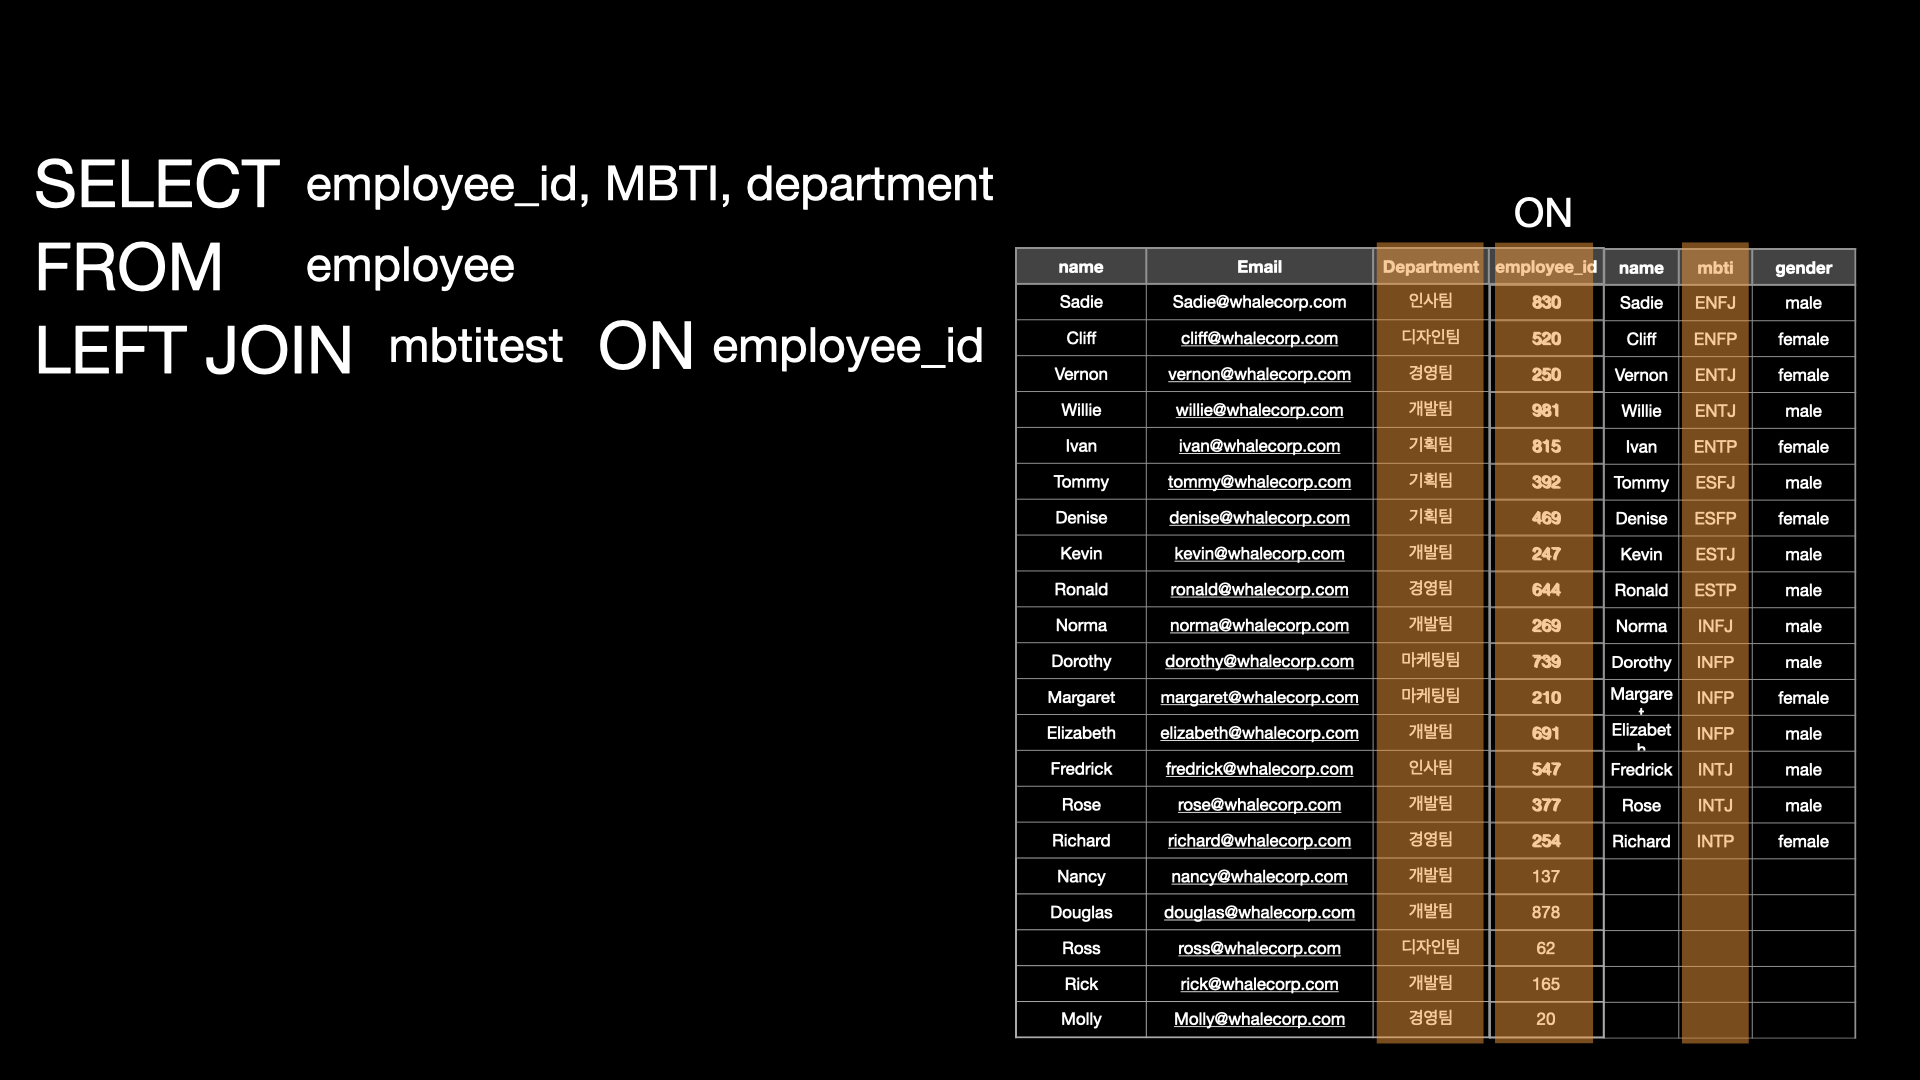 SELECT employee_id, MBTI, department
FROM employee
LEFT JOIN mbtitest ON employee_id
ON
name Email Department employee_id name mbti gender
Sadie Sadie@whalecorp.com 인사팀 830 Sadie ENFJ male
Cliff cliff@whalecorp.com 디자인팀 520 Cliff ENFP female
Vernon vernon@whalecorp.com 경영팀 250 Vernon ENTJ female
Willie willie@whalecorp.com 개발팀 981 Willie ENTJ male
Ivan ivan@whalecorp.com 기획팀 815 Ivan ENTP female
Tommy tommy@whalecorp.com 기획팀 392 Tommy ESFJ male
Denise denise@whalecorp.com 기획팀 469 Denise ESFP female
Kevin kevin@whalecorp.com 개발팀 247 Kevin ESTJ male
Ronald ronald@whalecorp.com 경영팀 644 Ronald ESTP male
Norma norma@whalecorp.com 개발팀 269 Norma INFJ male
Dorothy dorothy@whalecorp.com 마케팅팀 739 Dorothy INFP male
Margaret margaret@whalecorp.com 마케팅팀 210 Margaret INFP female
Elizabeth elizabeth@whalecorp.com 개발팀 691 Elizabeth INFP male
Fredrick fredrick@whalecorp.com 인사팀 547 Fredrick INTJ male
Rose rose@whalecorp.com 개발팀 377 Rose INTJ male
Richard richard@whalecorp.com 경영팀 254 Richard INTP female
Nancy nancy@whalecorp.com 개발팀 137
Douglas douglas@whalecorp.com 개발팀 878
Ross ross@whalecorp.com 디자인팀 62
Rick rick@whalecorp.com 개발팀 165
Molly Molly@whalecorp.com 경영팀 20